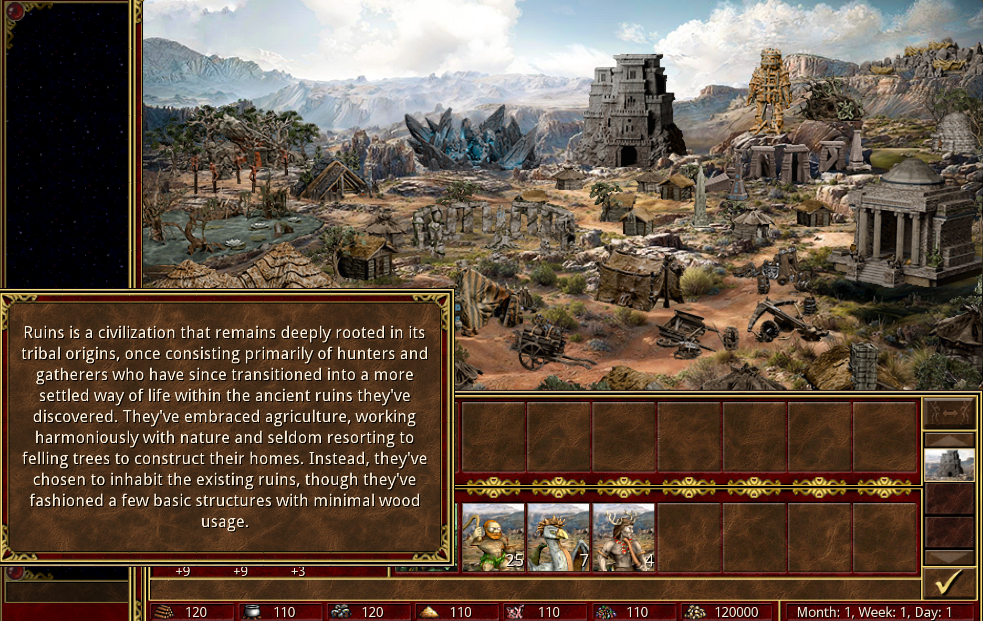 Ruins is a civilization that remains deeply rooted in its
tribal origins, once consisting primarily of hunters and
gatherers who have since transitioned into a more
settled way of life within the ancient ruins they've
discovered. They've embraced agriculture, working
harmoniously with nature and seldom resorting to
felling trees to construct their homes. Instead, they've
chosen to inhabit the existing ruins, though they've
fashioned a few basic structures with minimal wood
usage.
25 7 4
+9 +9 +3
120 110 120 110 110 110 120000 Month: 1, Week: 1, Day: 1